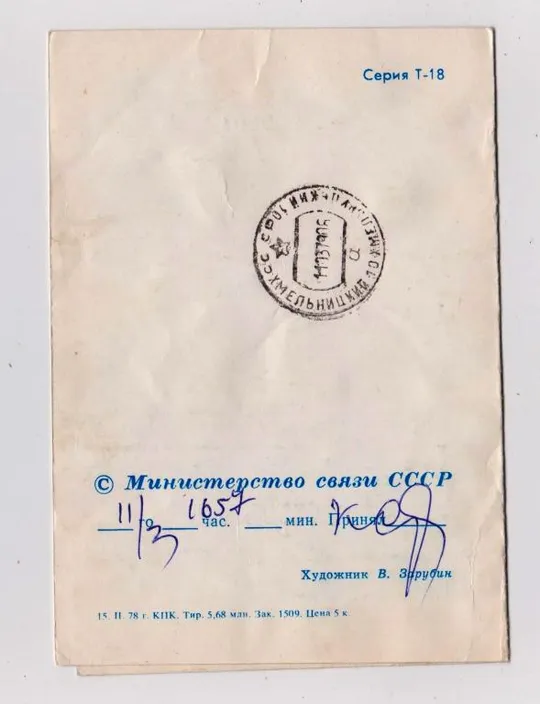 Серия Т-18
ХМЕЛЬНИЦКИЙ
© Министерство связи СССР
11/3 го 1657 час. мин. Принял
Художник В. Зарубин
15. II. 78 г. КПК. Тир. 5,68 млн. Зак. 1509. Цена 5 к.